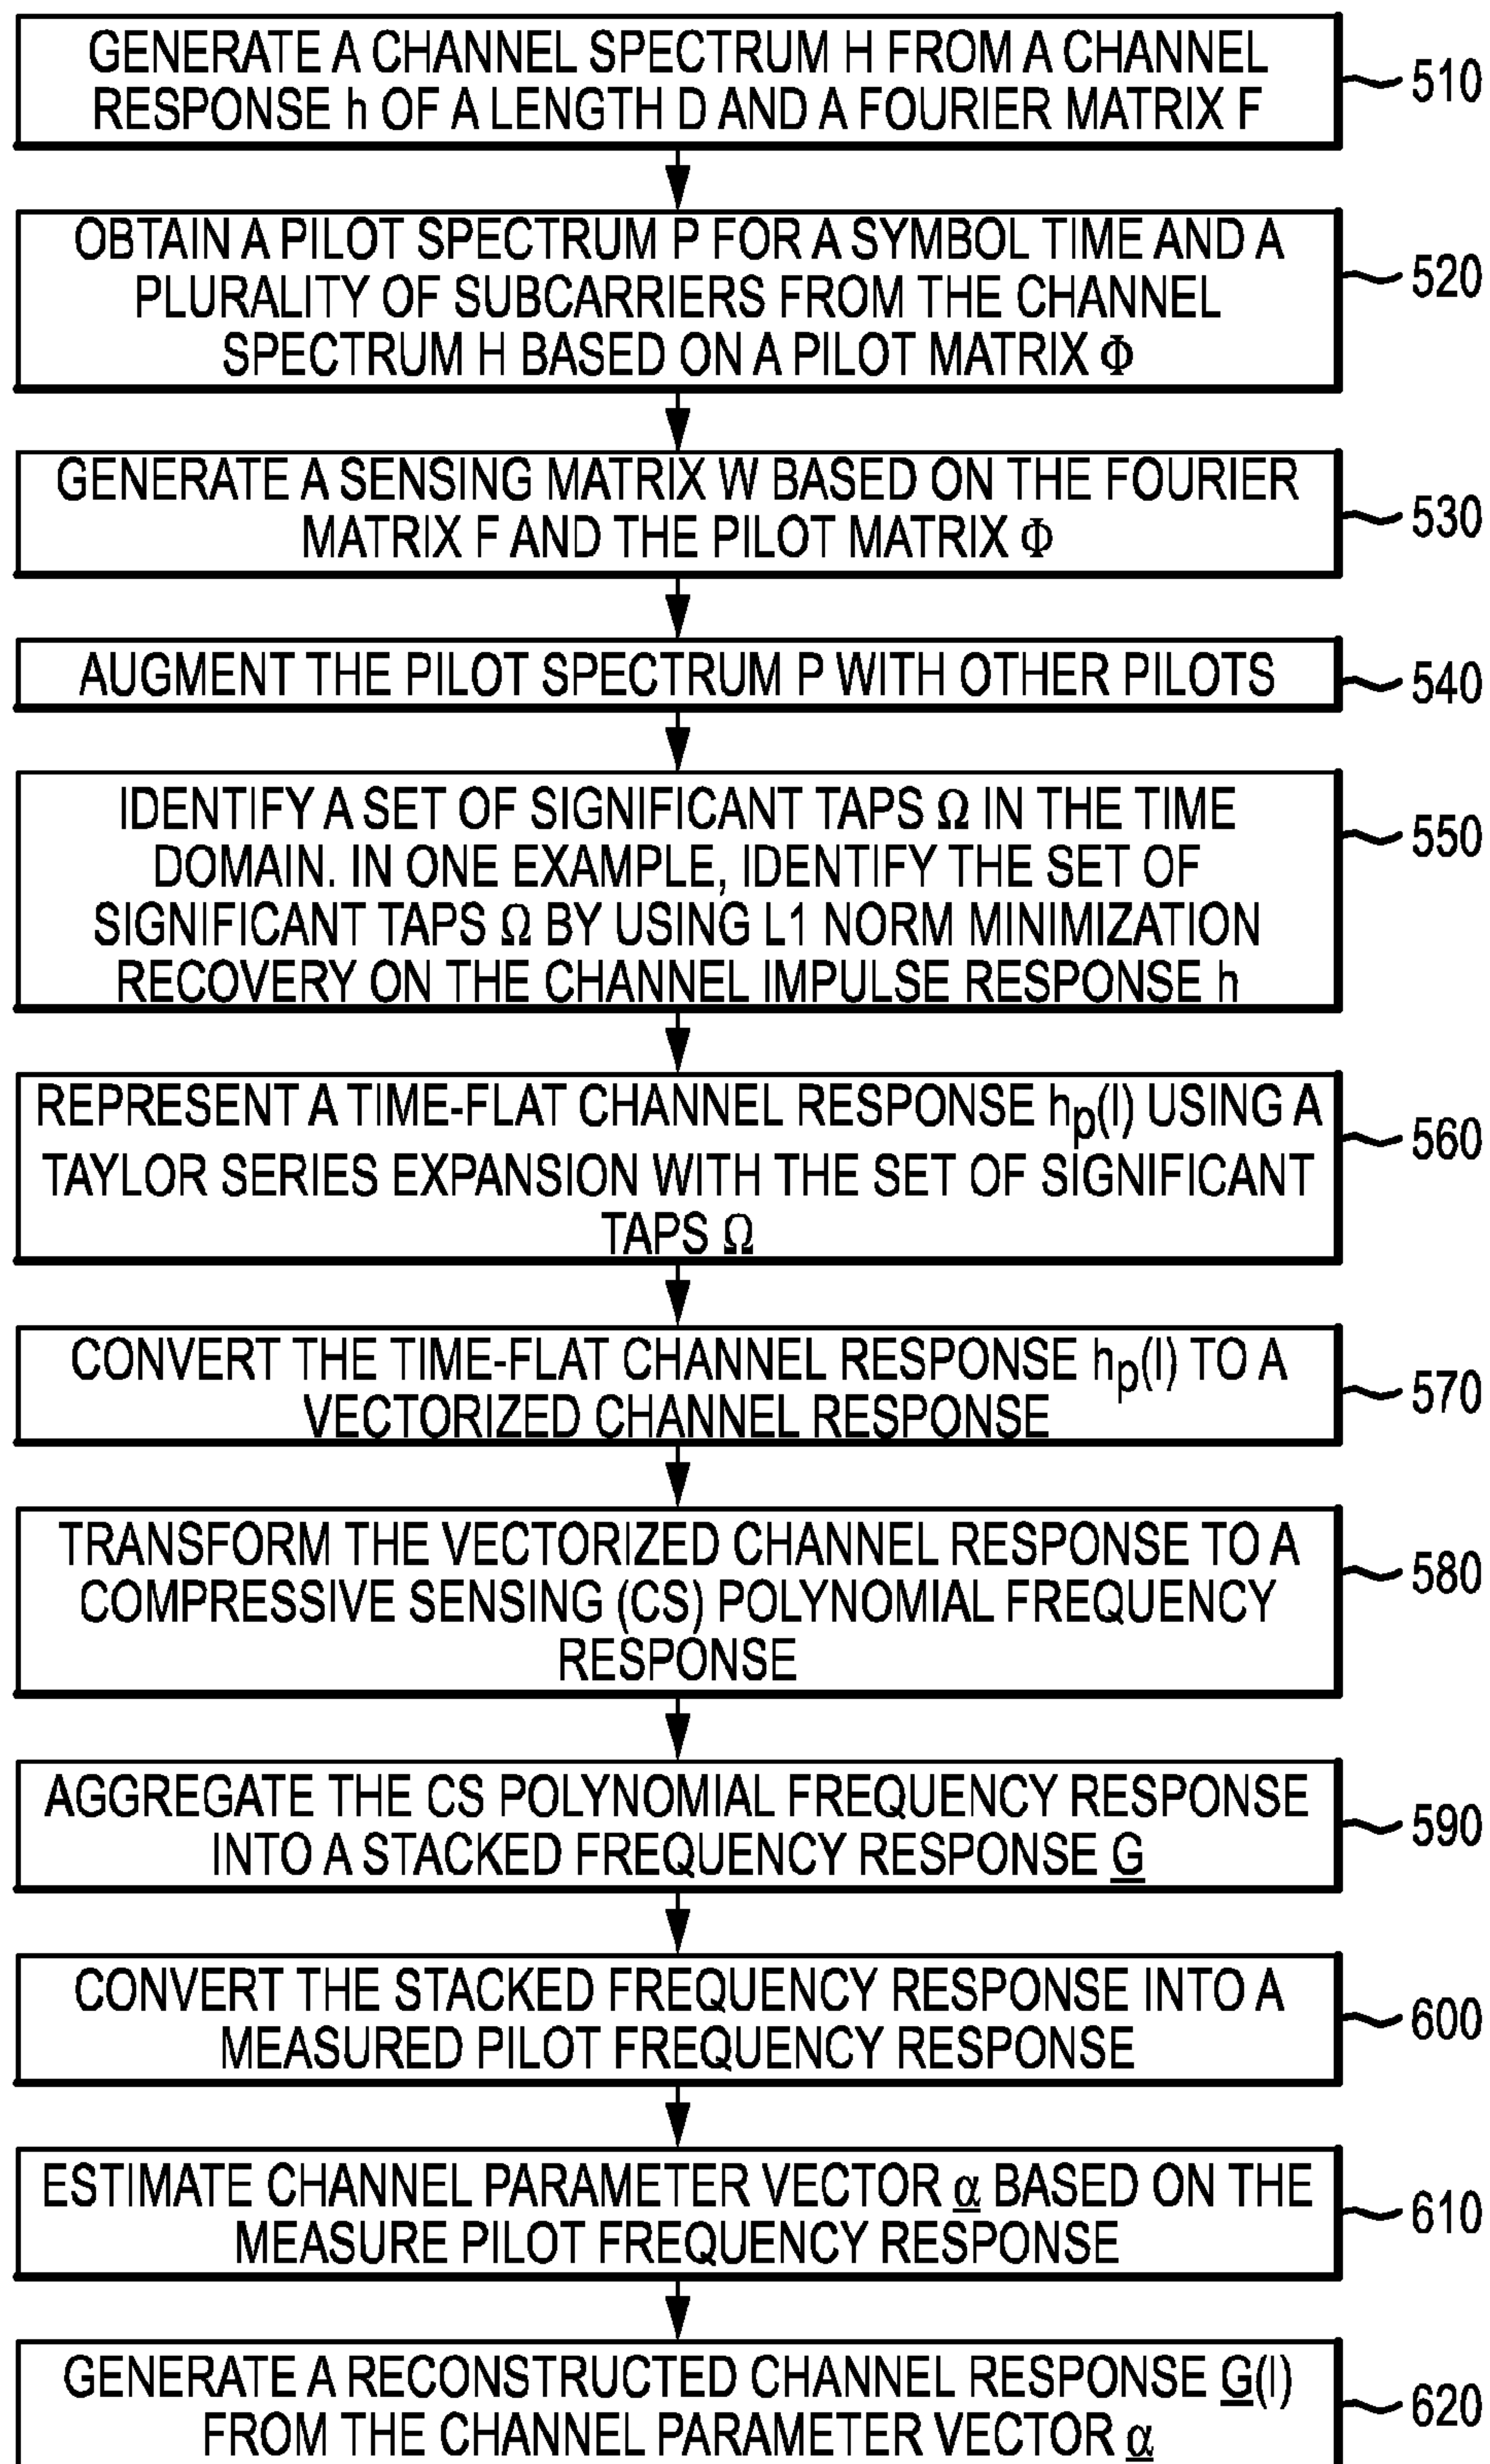 GENERATE A CHANNEL SPECTRUM H FROM A CHANNEL
RESPONSE h OF A LENGTH D AND A FOURIER MATRIX F
510
OBTAIN A PILOT SPECTRUM P FOR A SYMBOL TIME AND A
PLURALITY OF SUBCARRIERS FROM THE CHANNEL
SPECTRUM H BASED ON A PILOT MATRIX Φ
520
GENERATE A SENSING MATRIX W BASED ON THE FOURIER
MATRIX F AND THE PILOT MATRIX Φ
530
AUGMENT THE PILOT SPECTRUM P WITH OTHER PILOTS
540
IDENTIFY A SET OF SIGNIFICANT TAPS Ω IN THE TIME
DOMAIN. IN ONE EXAMPLE, IDENTIFY THE SET OF
SIGNIFICANT TAPS Ω BY USING L1 NORM MINIMIZATION
RECOVERY ON THE CHANNEL IMPULSE RESPONSE h
550
REPRESENT A TIME-FLAT CHANNEL RESPONSE hp(l) USING A
TAYLOR SERIES EXPANSION WITH THE SET OF SIGNIFICANT
TAPS Ω
560
CONVERT THE TIME-FLAT CHANNEL RESPONSE hp(l) TO A
VECTORIZED CHANNEL RESPONSE
570
TRANSFORM THE VECTORIZED CHANNEL RESPONSE TO A
COMPRESSIVE SENSING (CS) POLYNOMIAL FREQUENCY
RESPONSE
580
AGGREGATE THE CS POLYNOMIAL FREQUENCY RESPONSE
INTO A STACKED FREQUENCY RESPONSE G
590
CONVERT THE STACKED FREQUENCY RESPONSE INTO A
MEASURED PILOT FREQUENCY RESPONSE
600
ESTIMATE CHANNEL PARAMETER VECTOR α BASED ON THE
MEASURE PILOT FREQUENCY RESPONSE
610
GENERATE A RECONSTRUCTED CHANNEL RESPONSE G(l)
FROM THE CHANNEL PARAMETER VECTOR α
620